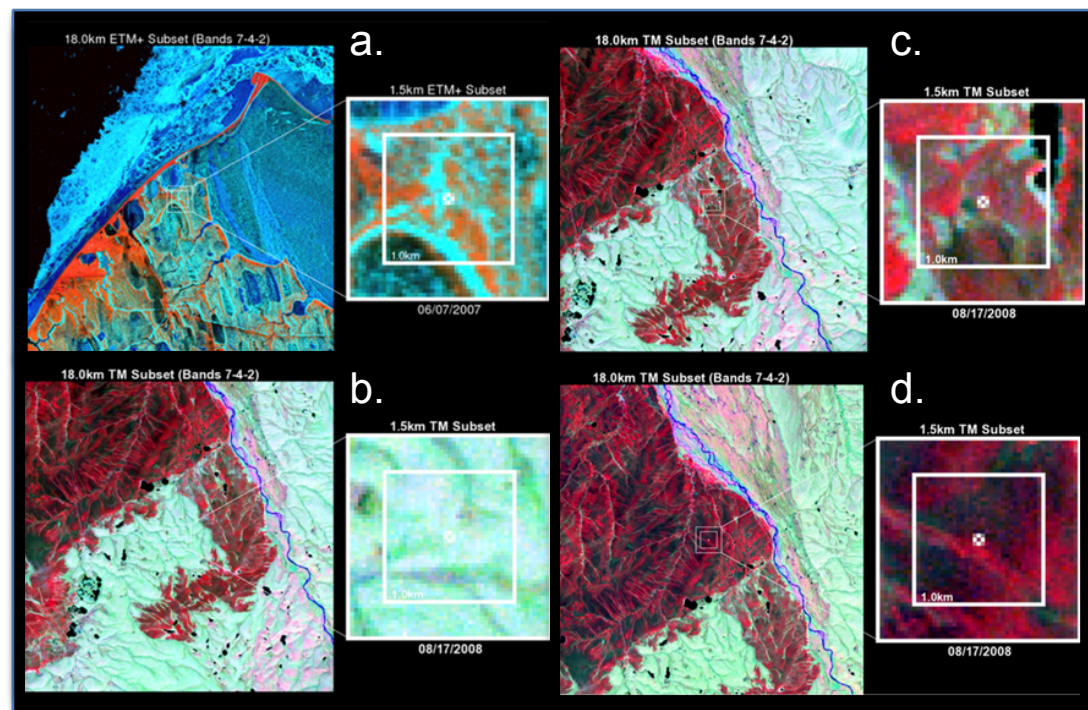 a.
18.0km ETM+ Subset (Bands 7-4-2)
1.5km ETM+ Subset
1.0km
06/07/2007
b.
18.0km TM Subset (Bands 7-4-2)
1.5km TM Subset
1.0km
08/17/2008
c.
18.0km TM Subset (Bands 7-4-2)
1.5km TM Subset
1.0km
08/17/2008
d.
18.0km TM Subset (Bands 7-4-2)
1.5km TM Subset
1.0km
08/17/2008